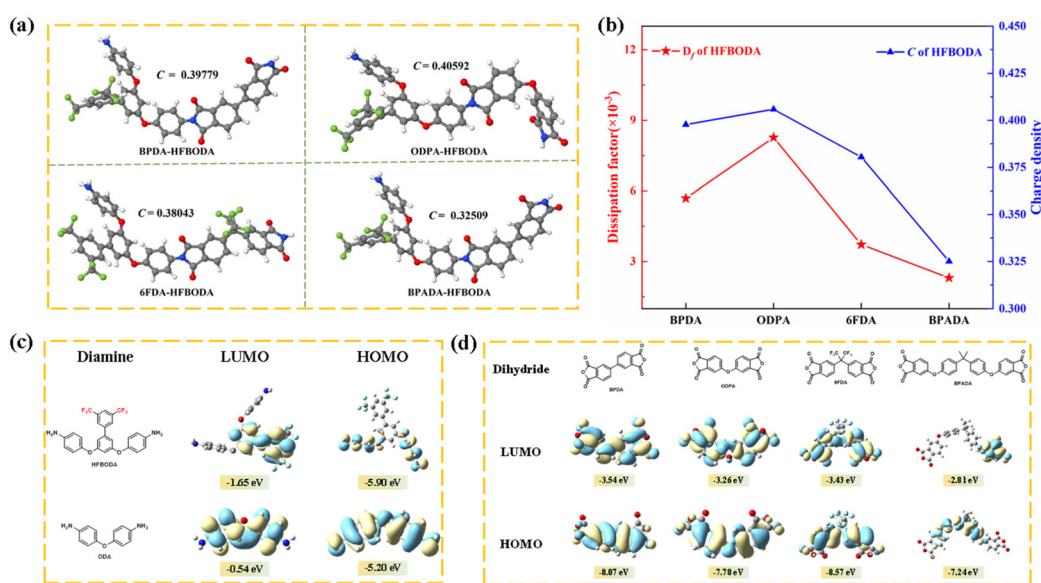 (a)
C = 0.39779
BPDA-HFBODA
C = 0.40592
ODPA-HFBODA
C = 0.38043
6FDA-HFBODA
C = 0.32509
BPADA-HFBODA
(b)
Df of HFBODA
C of HFBODA
Dissipation factor(×10-3)
12
9
6
3
Charge density
0.450
0.425
0.400
0.375
0.350
0.325
0.300
BPDA ODPA 6FDA BPADA
(c)
Diamine LUMO HOMO
F3C CF3
H2N NH2
O O
HFBODA
-1.65 eV -5.90 eV
H2N NH2
O
ODA
-0.54 eV -5.20 eV
(d)
Dihydride
BPDA
ODPA
F3C CF3
6FDA
BPADA
LUMO
-3.54 eV -3.26 eV -3.43 eV -2.81 eV
HOMO
-8.07 eV -7.78 eV -8.57 eV -7.24 eV